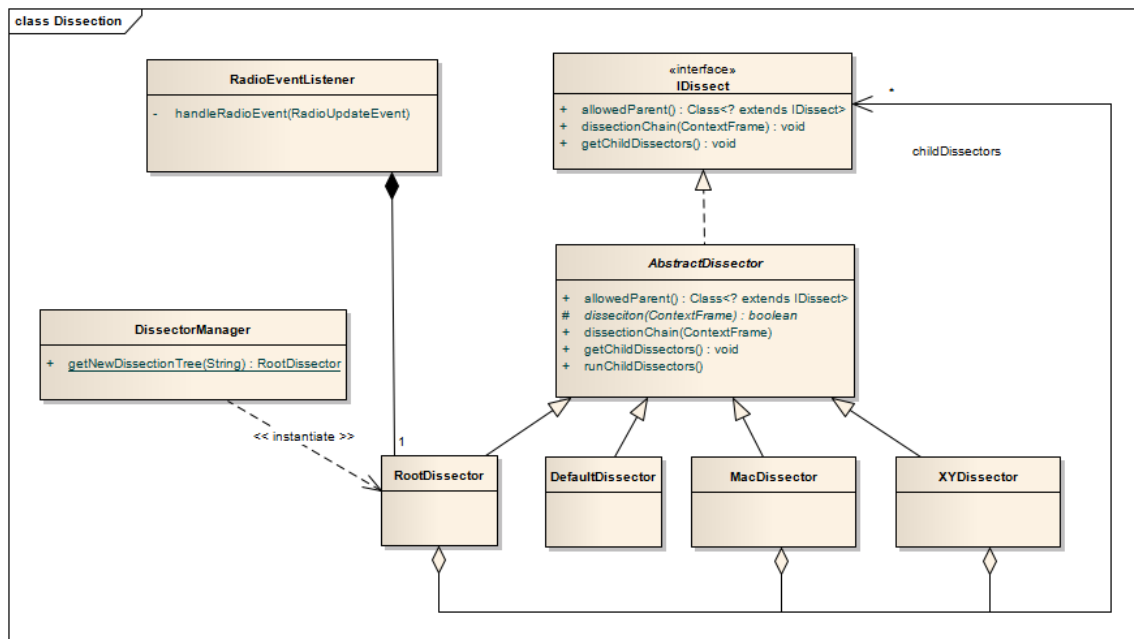 class Dissection
RadioEventListener
- handleRadioEvent(RadioUpdateEvent)
«interface»
IDissect
+ allowedParent() : Class<? extends IDissect>
+ dissectionChain(ContextFrame) : void
+ getChildDissectors() : void
*
childDissectors
AbstractDissector
+ allowedParent() : Class<? extends IDissect>
# disseciton(ContextFrame) : boolean
+ dissectionChain(ContextFrame)
+ getChildDissectors() : void
+ runChildDissectors()
DissectorManager
+ getNewDissectionTree(String) : RootDissector
<< instantiate >>
1
RootDissector
DefaultDissector
MacDissector
XYDissector